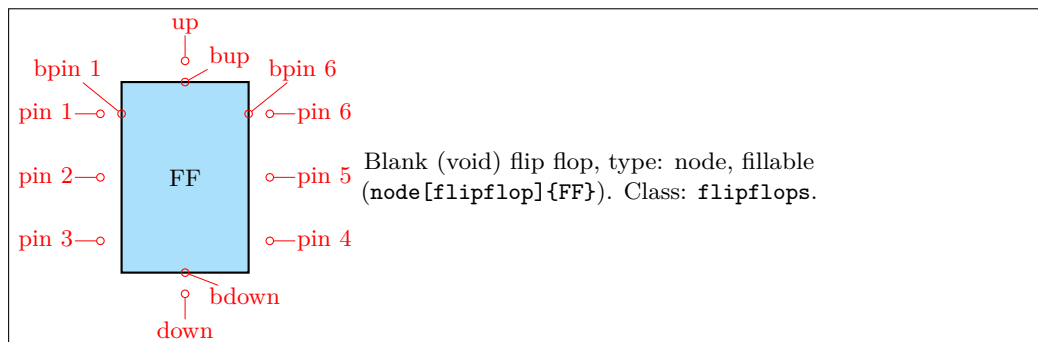 up
bup
bpin 1
bpin 6
pin 1
pin 6
pin 2
FF
pin 5
pin 3
pin 4
bdown
down
Blank (void) flip flop, type: node, fillable
(node[flipflop]{FF}). Class: flipflops.